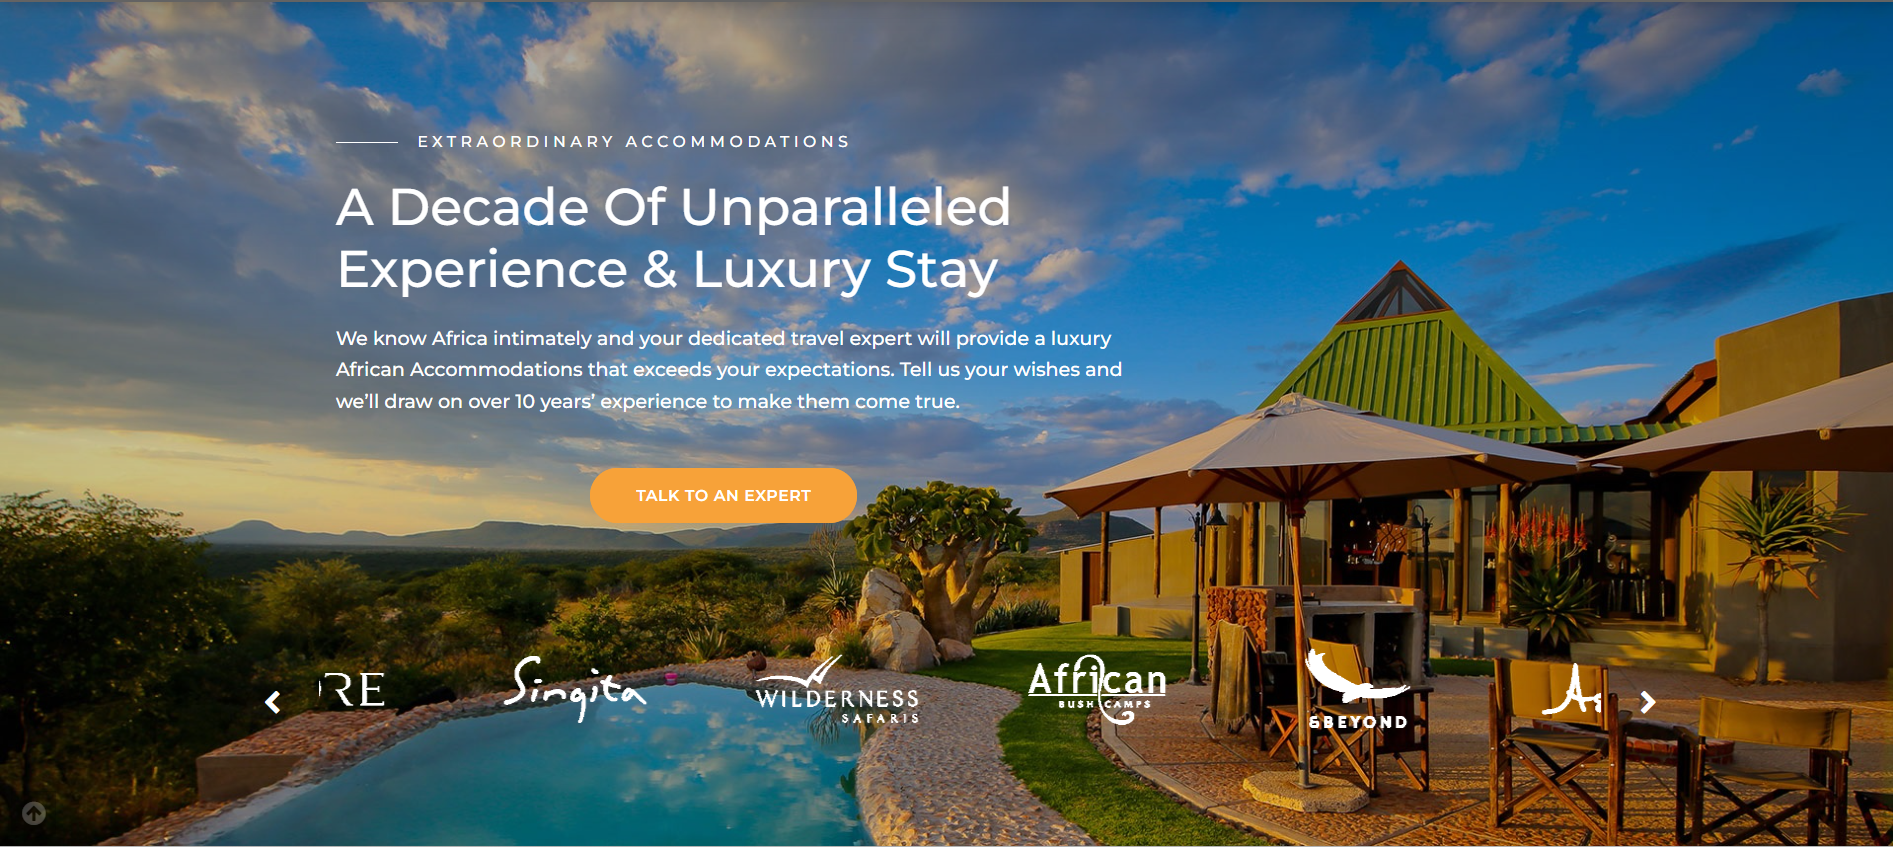 EXTRAORDINARY ACCOMMODATIONS
A Decade Of Unparalleled
Experience & Luxury Stay
We know Africa intimately and your dedicated travel expert will provide a luxury
African Accommodations that exceeds your expectations. Tell us your wishes and
we'll draw on over 10 years' experience to make them come true.
TALK TO AN EXPERT
RE
Singita
WILDERNESS
SAFARIS
African
BUSH CAMPS
&BEYOND